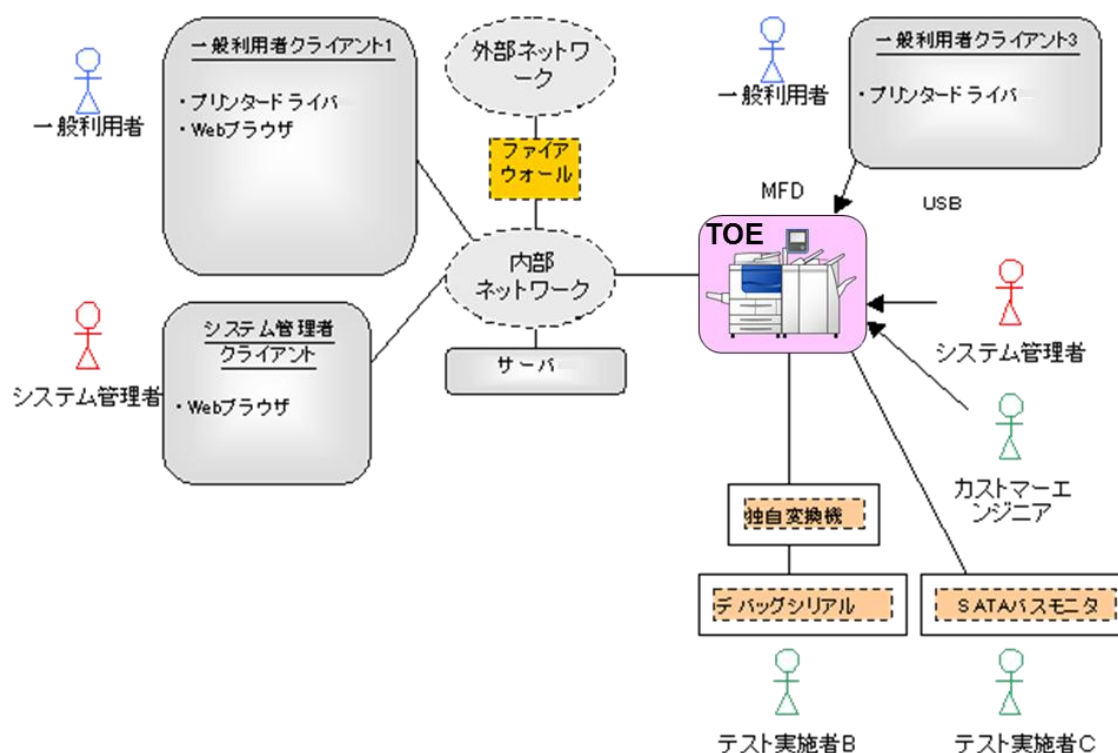 一般利用者クライアント1
・プリンタードライバ
・Webブラウザ
一般利用者
外部ネットワ
ーク
ファイア
ウォール
内部
ネットワーク
サーバ
システム管理者
クライアント
・Webブラウザ
システム管理者
一般利用者
一般利用者クライアント3
・プリンタードライバ
MFD
USB
TOE
システム管理者
カストマーエ
ンジニア
独自変換機
デバッグシリアル
SATAバスモニタ
テスト実施者B
テスト実施者C